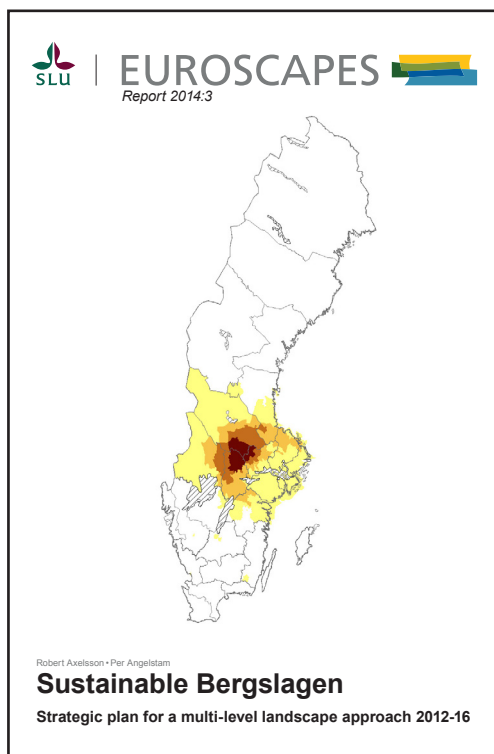 SLU
EUROSCAPES
Report 2014:3
Robert Axelsson • Per Angelstam
Sustainable Bergslagen
Strategic plan for a multi-level landscape approach 2012-16